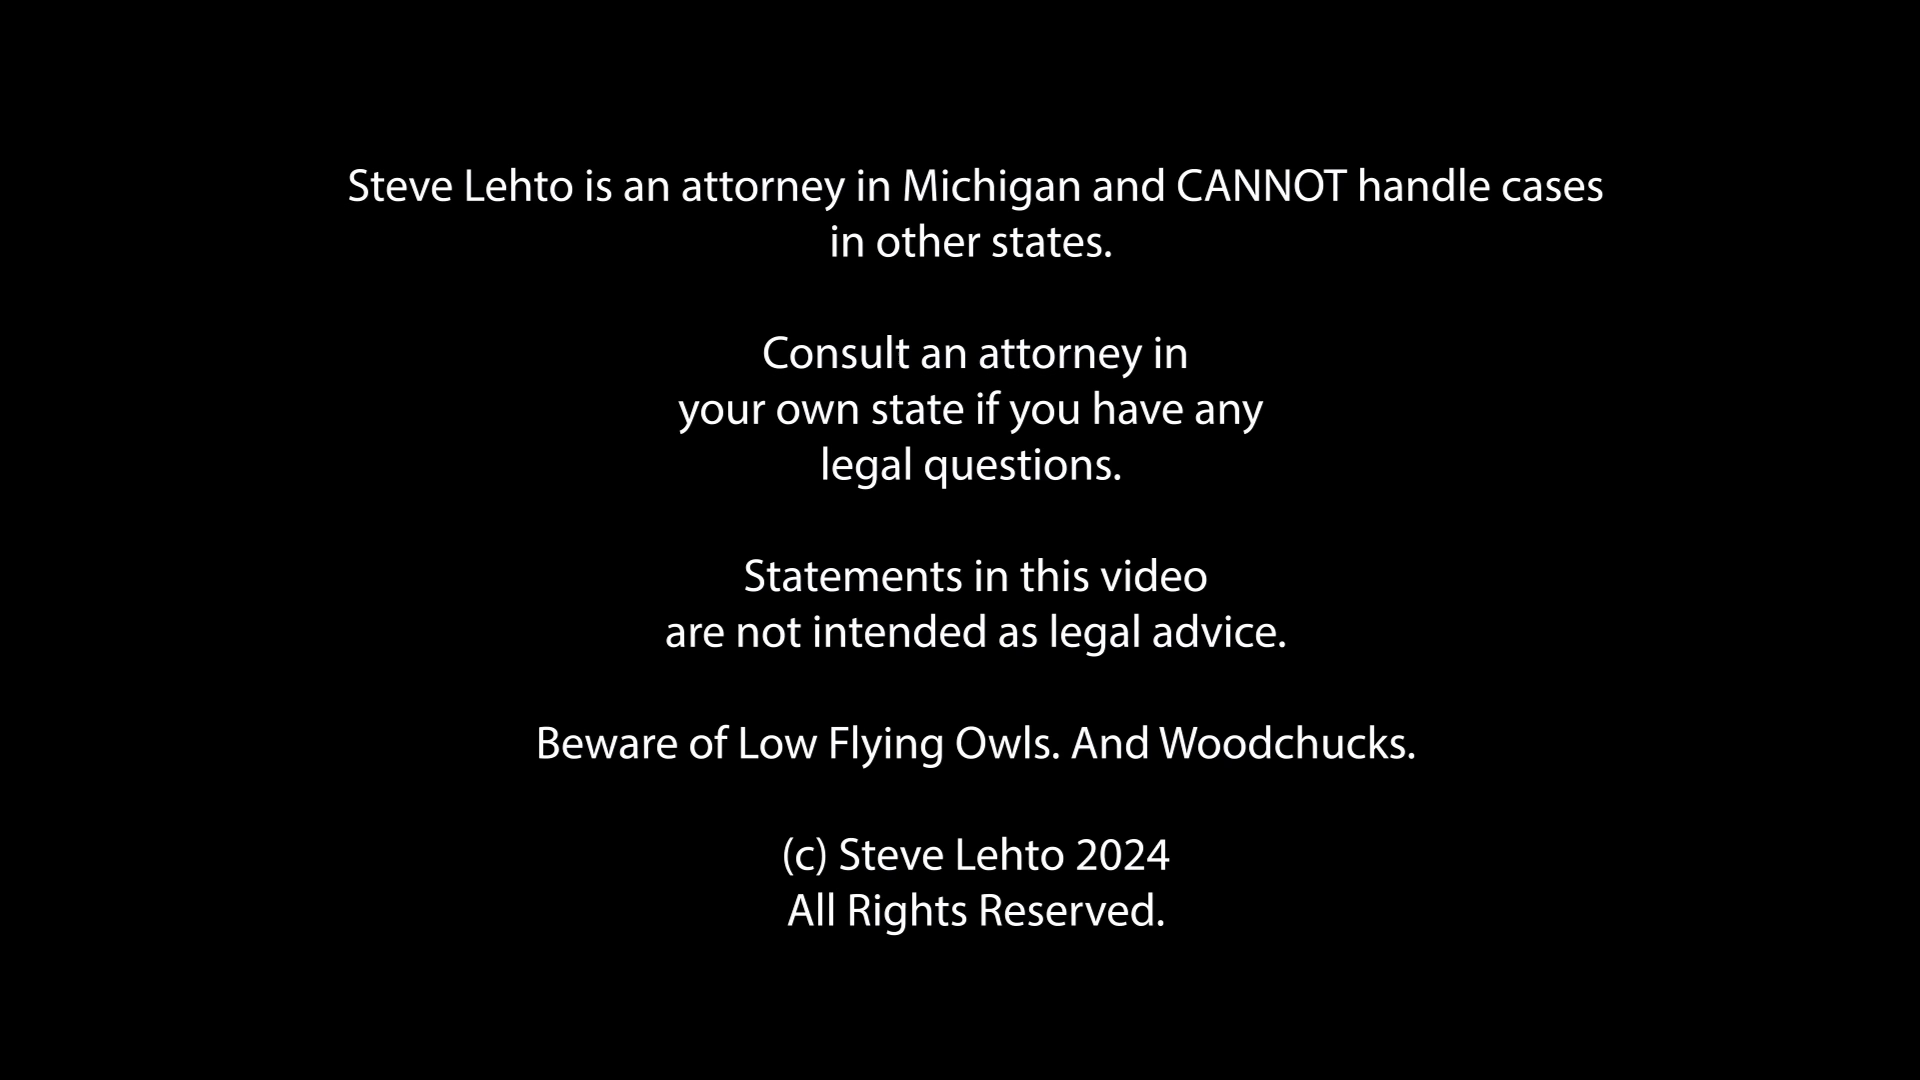 Steve Lehto is an attorney in Michigan and CANNOT handle cases
in other states.
Consult an attorney in
your own state if you have any
legal questions.
Statements in this video
are not intended as legal advice.
Beware of Low Flying Owls. And Woodchucks.
(c) Steve Lehto 2024
All Rights Reserved.